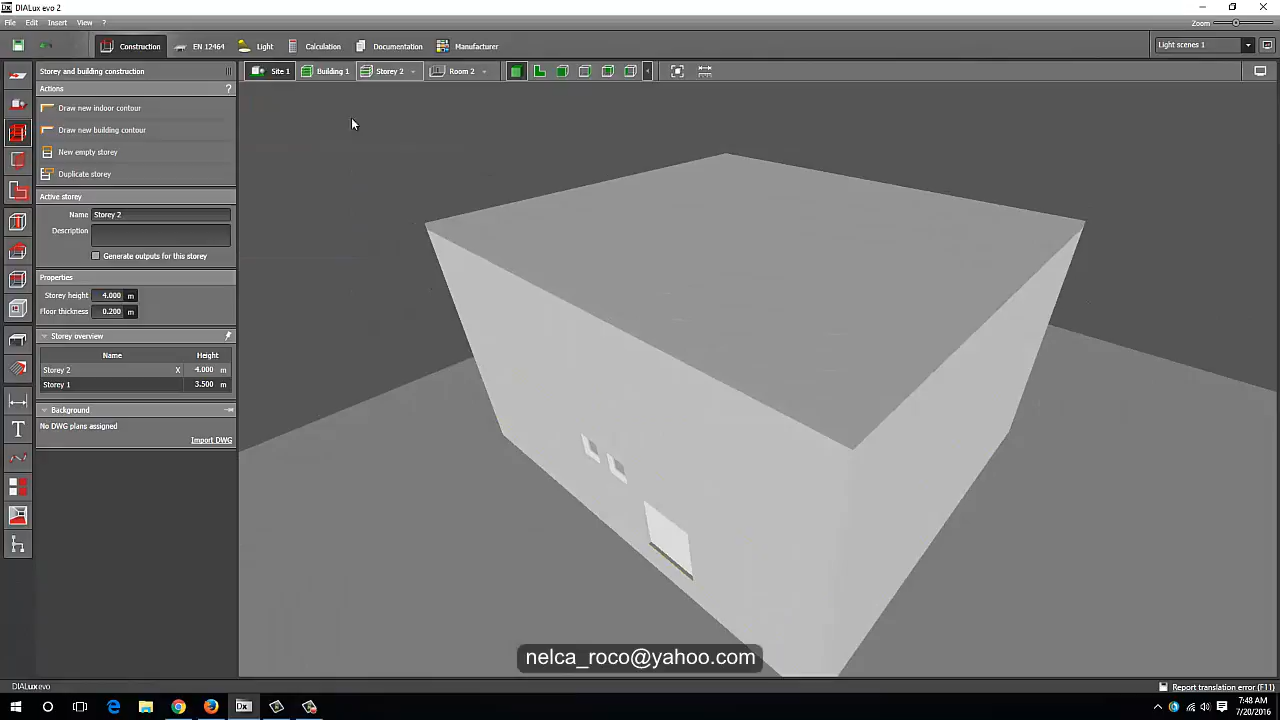 DIALux evo 2
File Edit Insert View ?
Zoom
Construction EN 12464 Light Calculation Documentation Manufacturer
Light scenes 1
Storey and building construction
Site 1 Building 1 Storey 2 Room 2
Actions ?
Draw new indoor contour
Draw new building contour
New empty storey
Duplicate storey
Active storey
Name Storey 2
Description
Generate outputs for this storey
Properties
Storey height 4.000 m
Floor thickness 0.200 m
Storey overview
Name Height
Storey 2 X 4.000 m
Storey 1 3.500 m
Background
No DWG plans assigned
Import DWG
T
nelca_roco@yahoo.com
DIALux evo
Report translation error (F11)
Dx
7:48 AM
7/20/2016